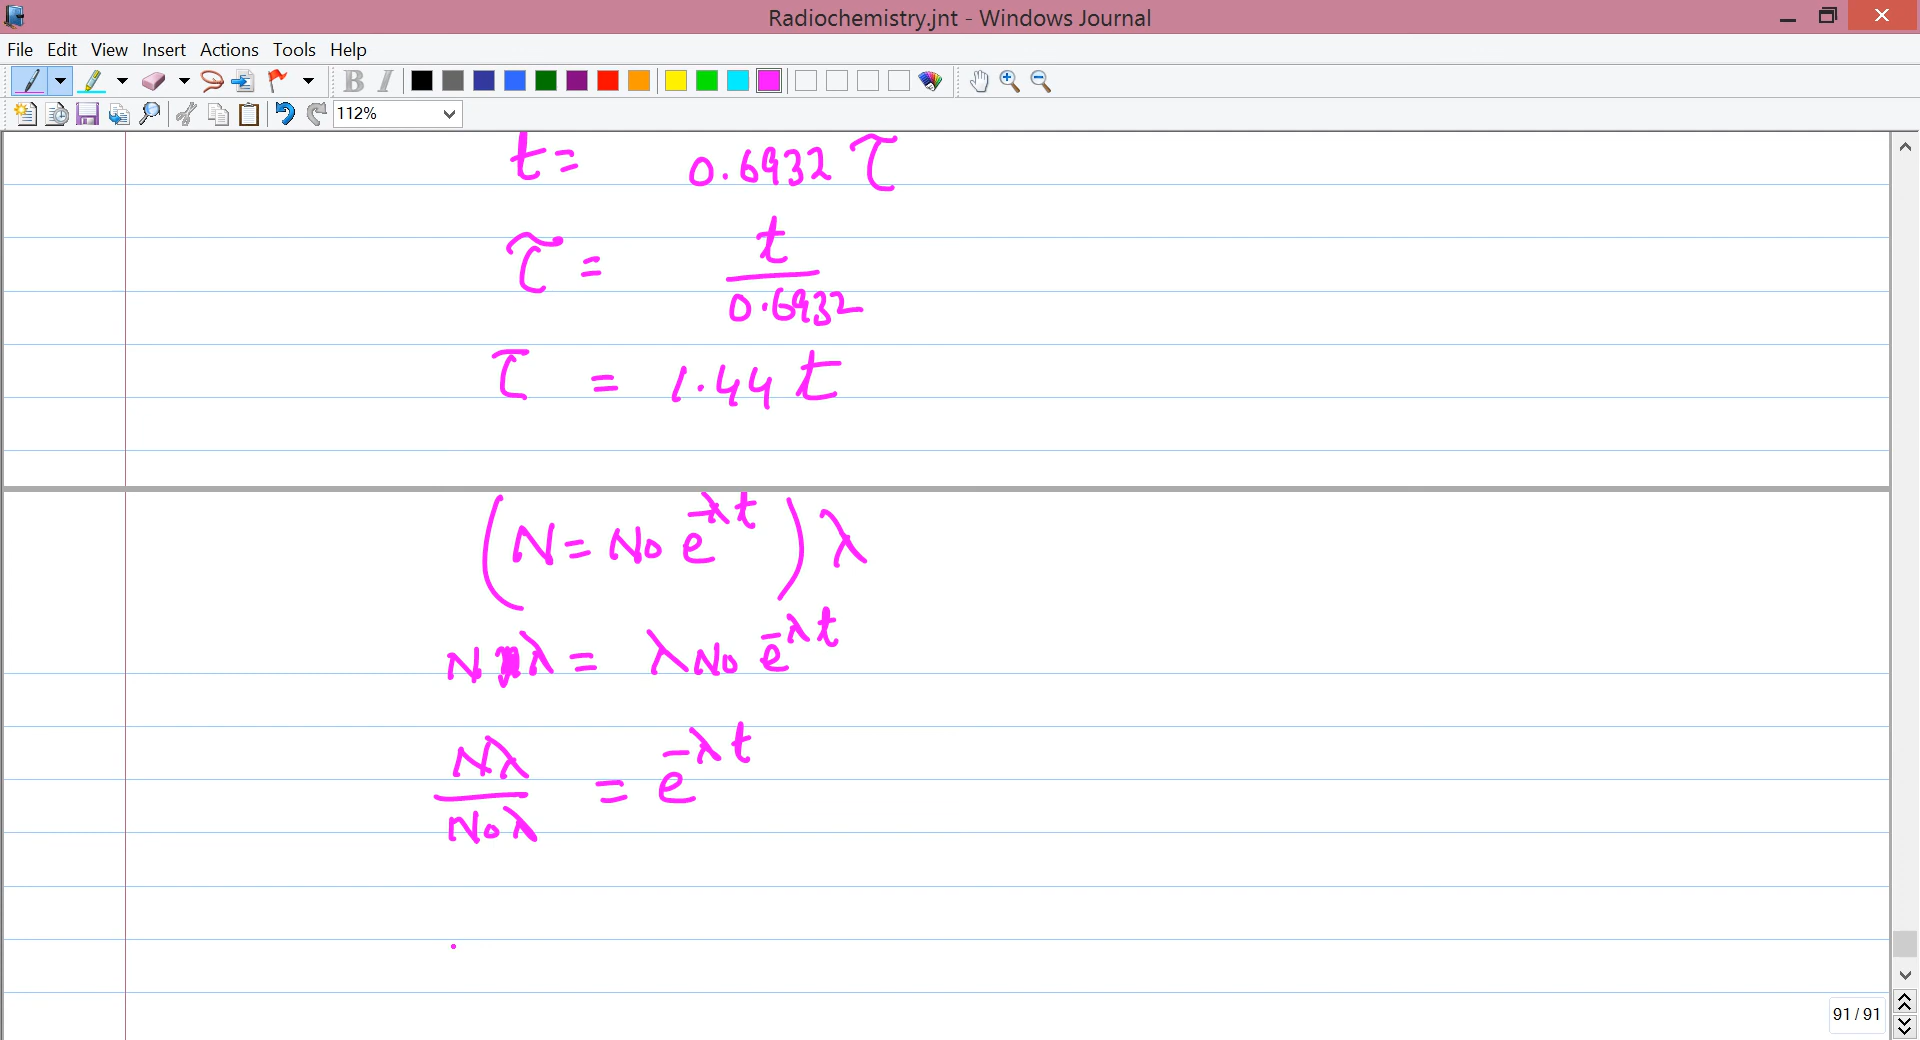 Radiochemistry.jnt - Windows Journal
File Edit View Insert Actions Tools Help
B I
112%
t = 0.6932 τ
τ = t / 0.6932
τ = 1.44 t
(N = No e^-λt) λ
Nλ = λ No e^-λt
Nλ / Noλ = e^-λt
91 / 91